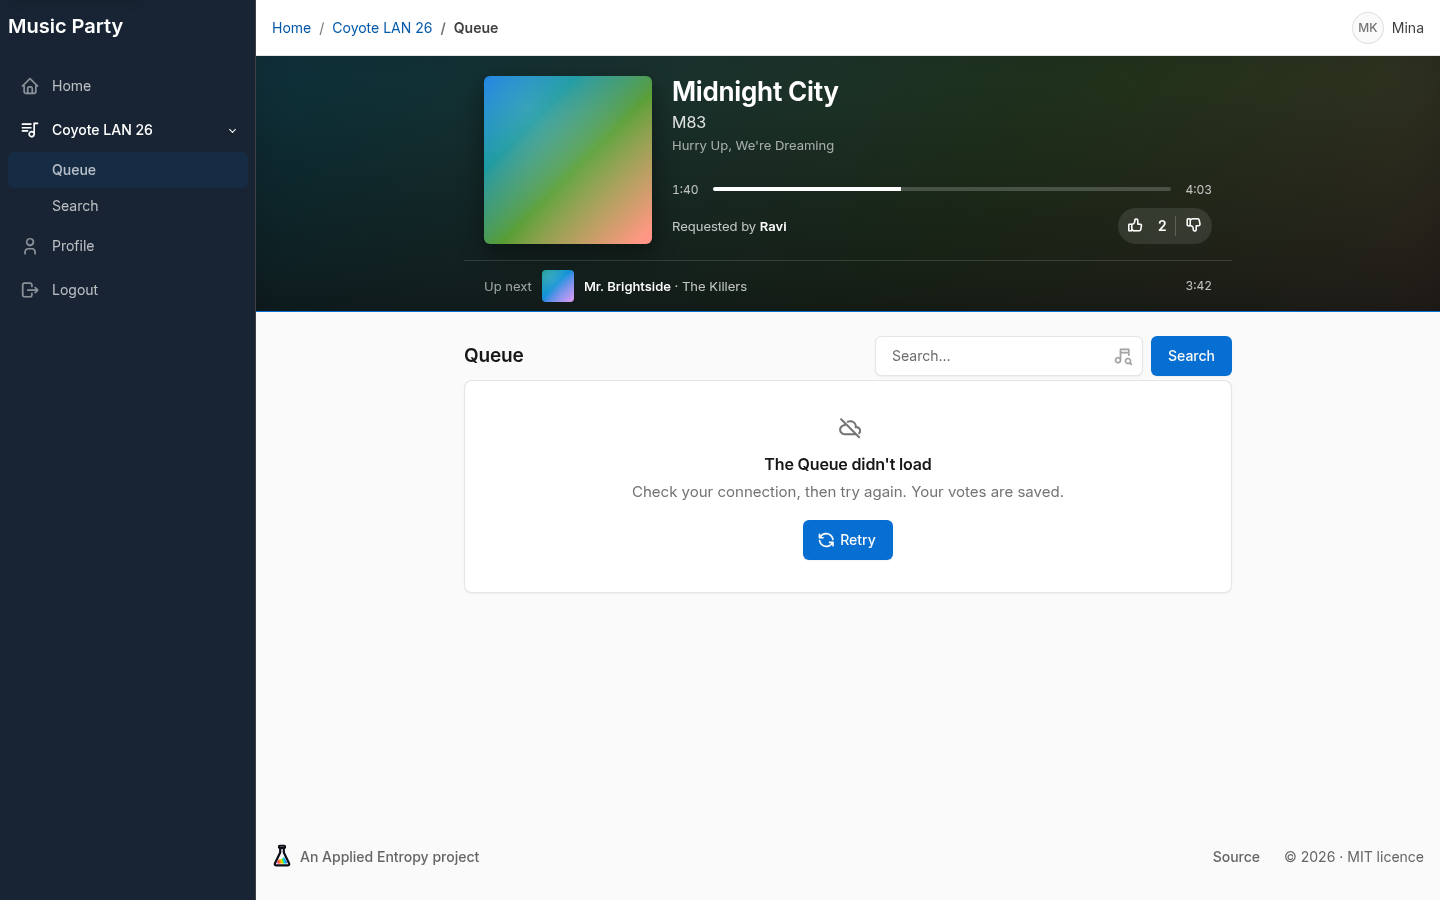 Music Party
Home
Coyote LAN 26
Queue
Search
Profile
Logout
Home / Coyote LAN 26 / Queue
MK Mina
Midnight City
M83
Hurry Up, We're Dreaming
1:40 4:03
Requested by Ravi 2
Up next Mr. Brightside · The Killers 3:42
Queue Search... Search
The Queue didn't load
Check your connection, then try again. Your votes are saved.
Retry
An Applied Entropy project Source © 2026 · MIT licence